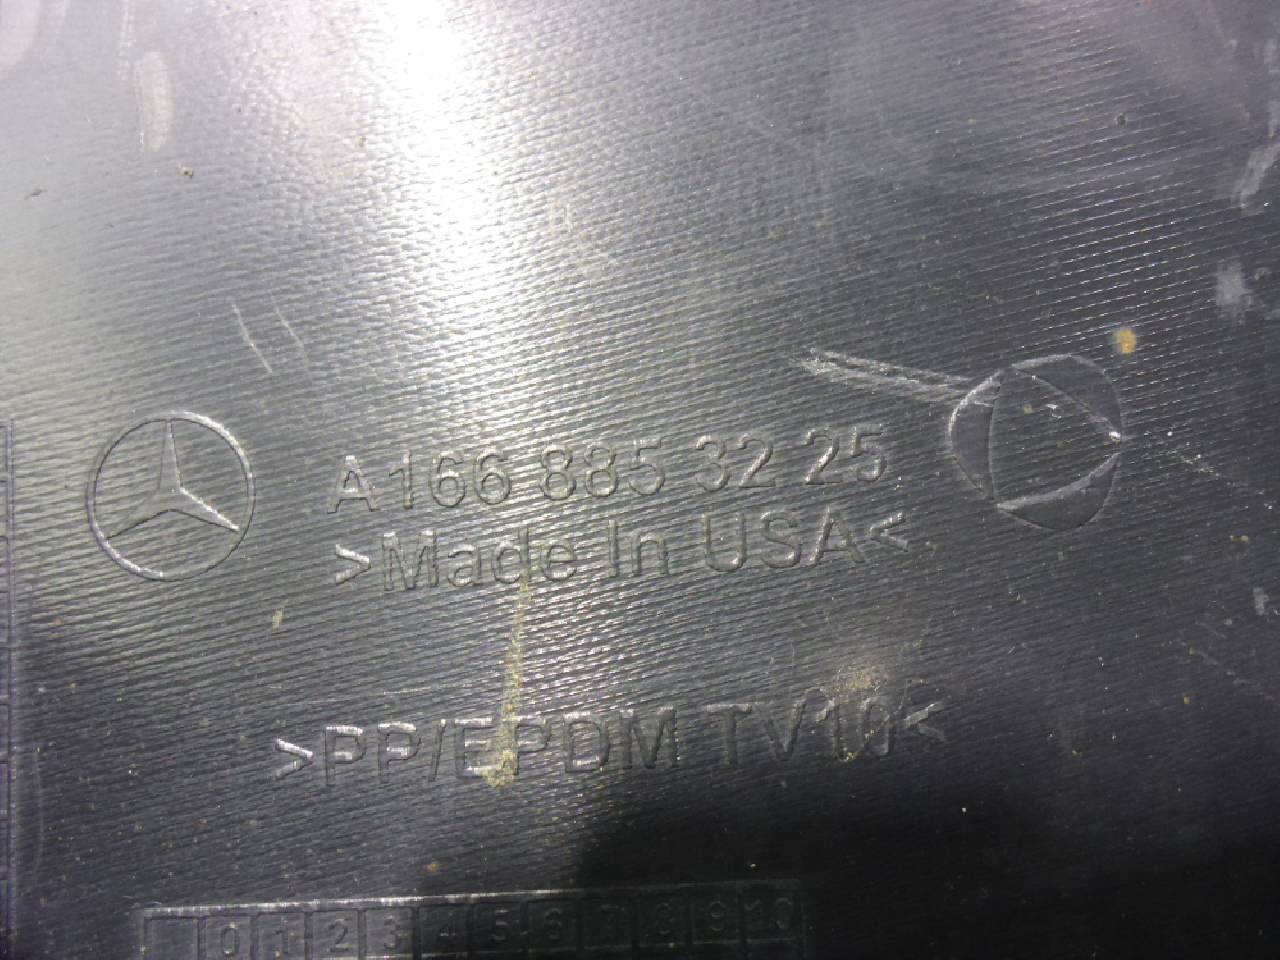 A166 885 32 25
>Made In USA<
>PP/EPDM TV10<
0 1 2 3 4 5 6 7 8 9 10